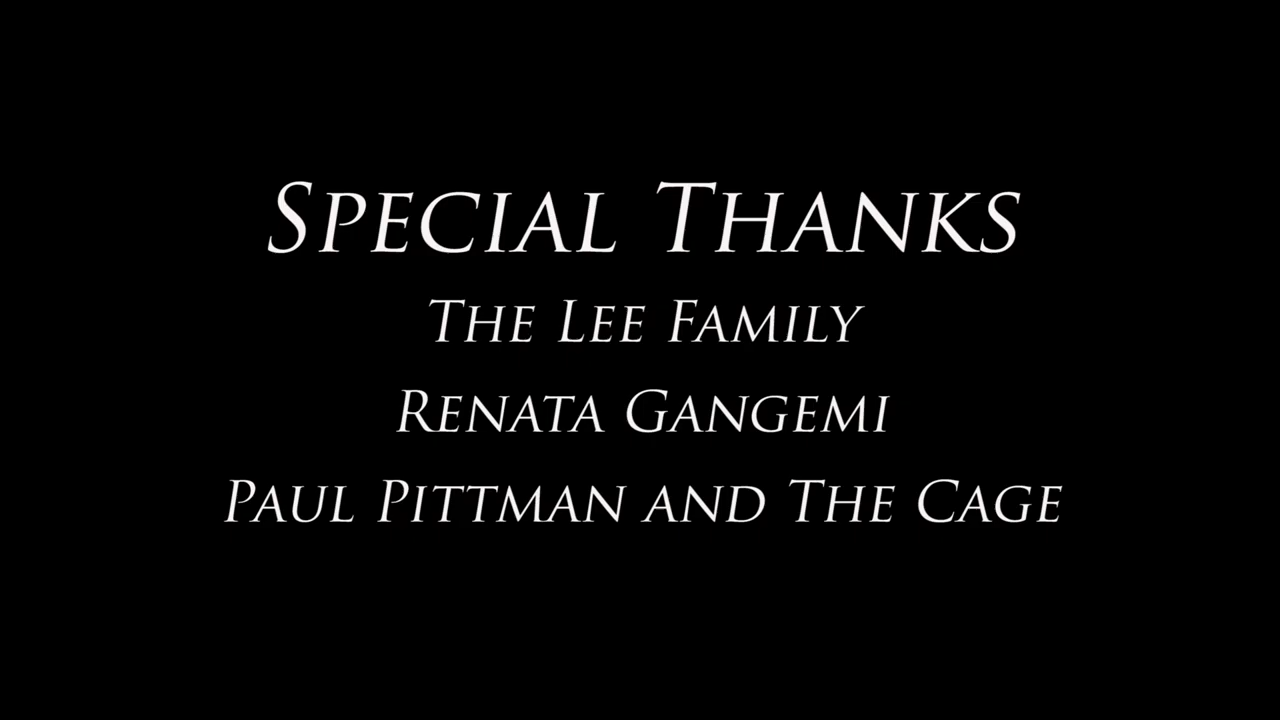 Special Thanks
The Lee Family
Renata Gangemi
Paul Pittman and The Cage